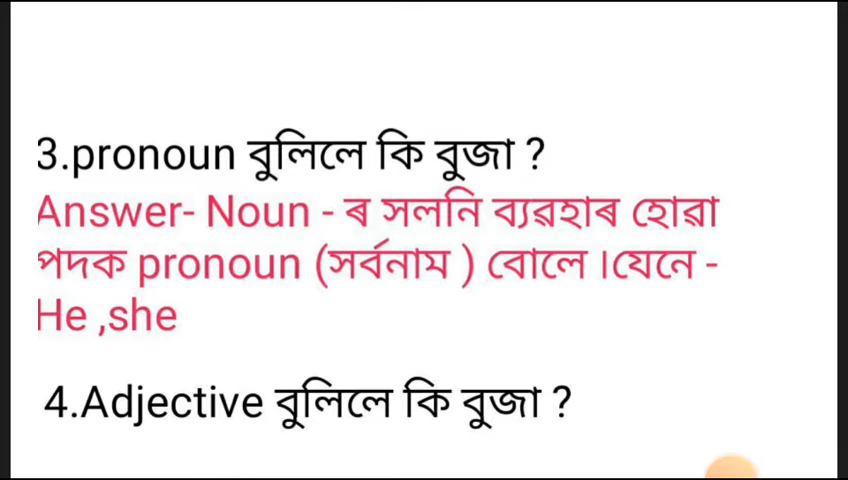 3.pronoun বুলিলে কি বুজা ?
Answer- Noun - ৰ সলনি ব্যৱহাৰ হোৱা
পদক pronoun (সৰ্বনাম ) বোলে ।যেনে -
He ,she
4.Adjective বুলিলে কি বুজা ?